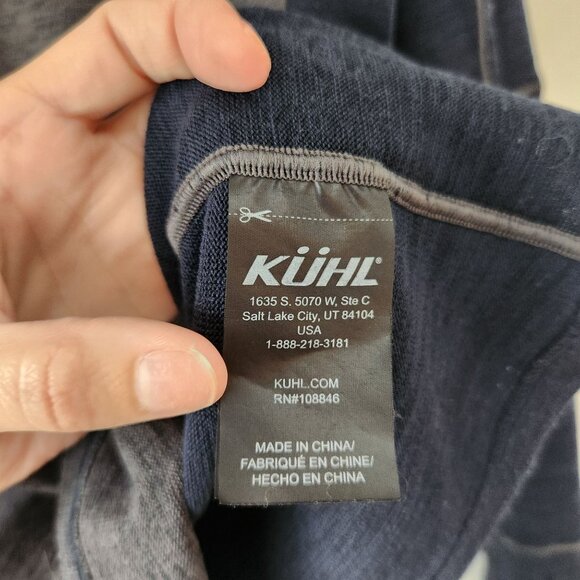 KÜHL®
1635 S. 5070 W, Ste C
Salt Lake City, UT 84104
USA
1-888-218-3181
KUHL.COM
RN#108846
MADE IN CHINA/
FABRIQUÉ EN CHINE/
HECHO EN CHINA